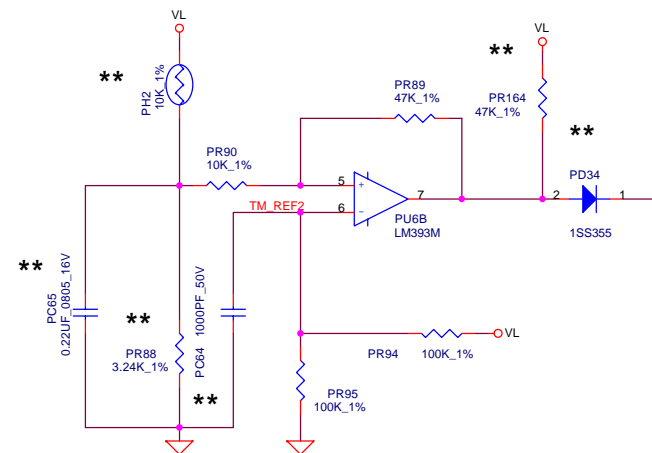 VL
VL
**
**
PH2
10K_1%
PR89
47K_1%
PR164
47K_1%
**
PR90
10K_1%
PD34
5
+
7
2
1
TM_REF2
6
-
PU6B
LM393M
1SS355
**
PC65
0.22UF_0805_16V
1000PF_50V
PC64
**
PR88
3.24K_1%
VL
PR94
100K_1%
**
PR95
100K_1%